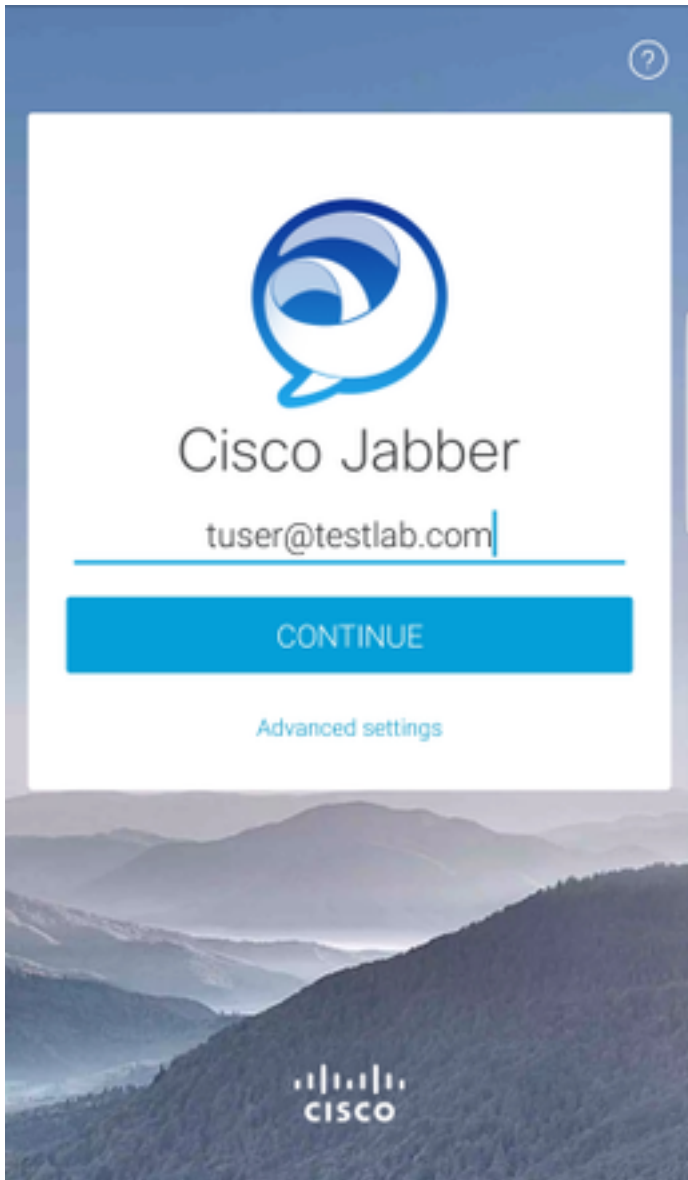 ?
Cisco Jabber
tuser@testlab.com
CONTINUE
Advanced settings
CISCO